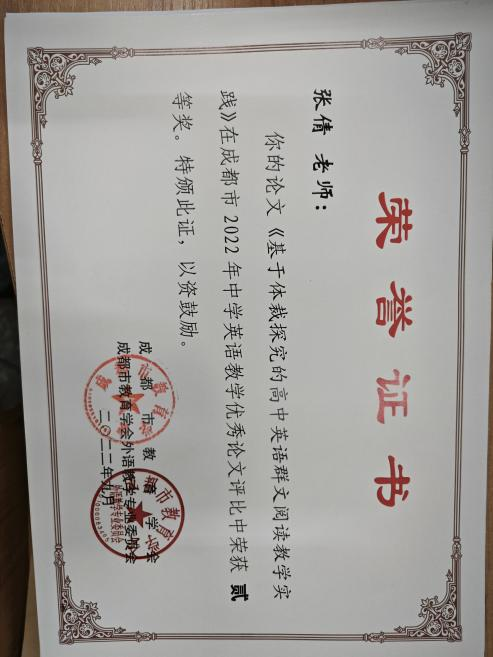 荣誉证书
张倩 老师：
你的论文《基于体裁探究的高中英语群文阅读教学实
践》在成都市2022年中学英语教学优秀论文评比中荣获 贰
等奖。特颁此证，以资鼓励。
成都市教育学会
成都市教育学会外语教学专业委员会
二〇二二年九月